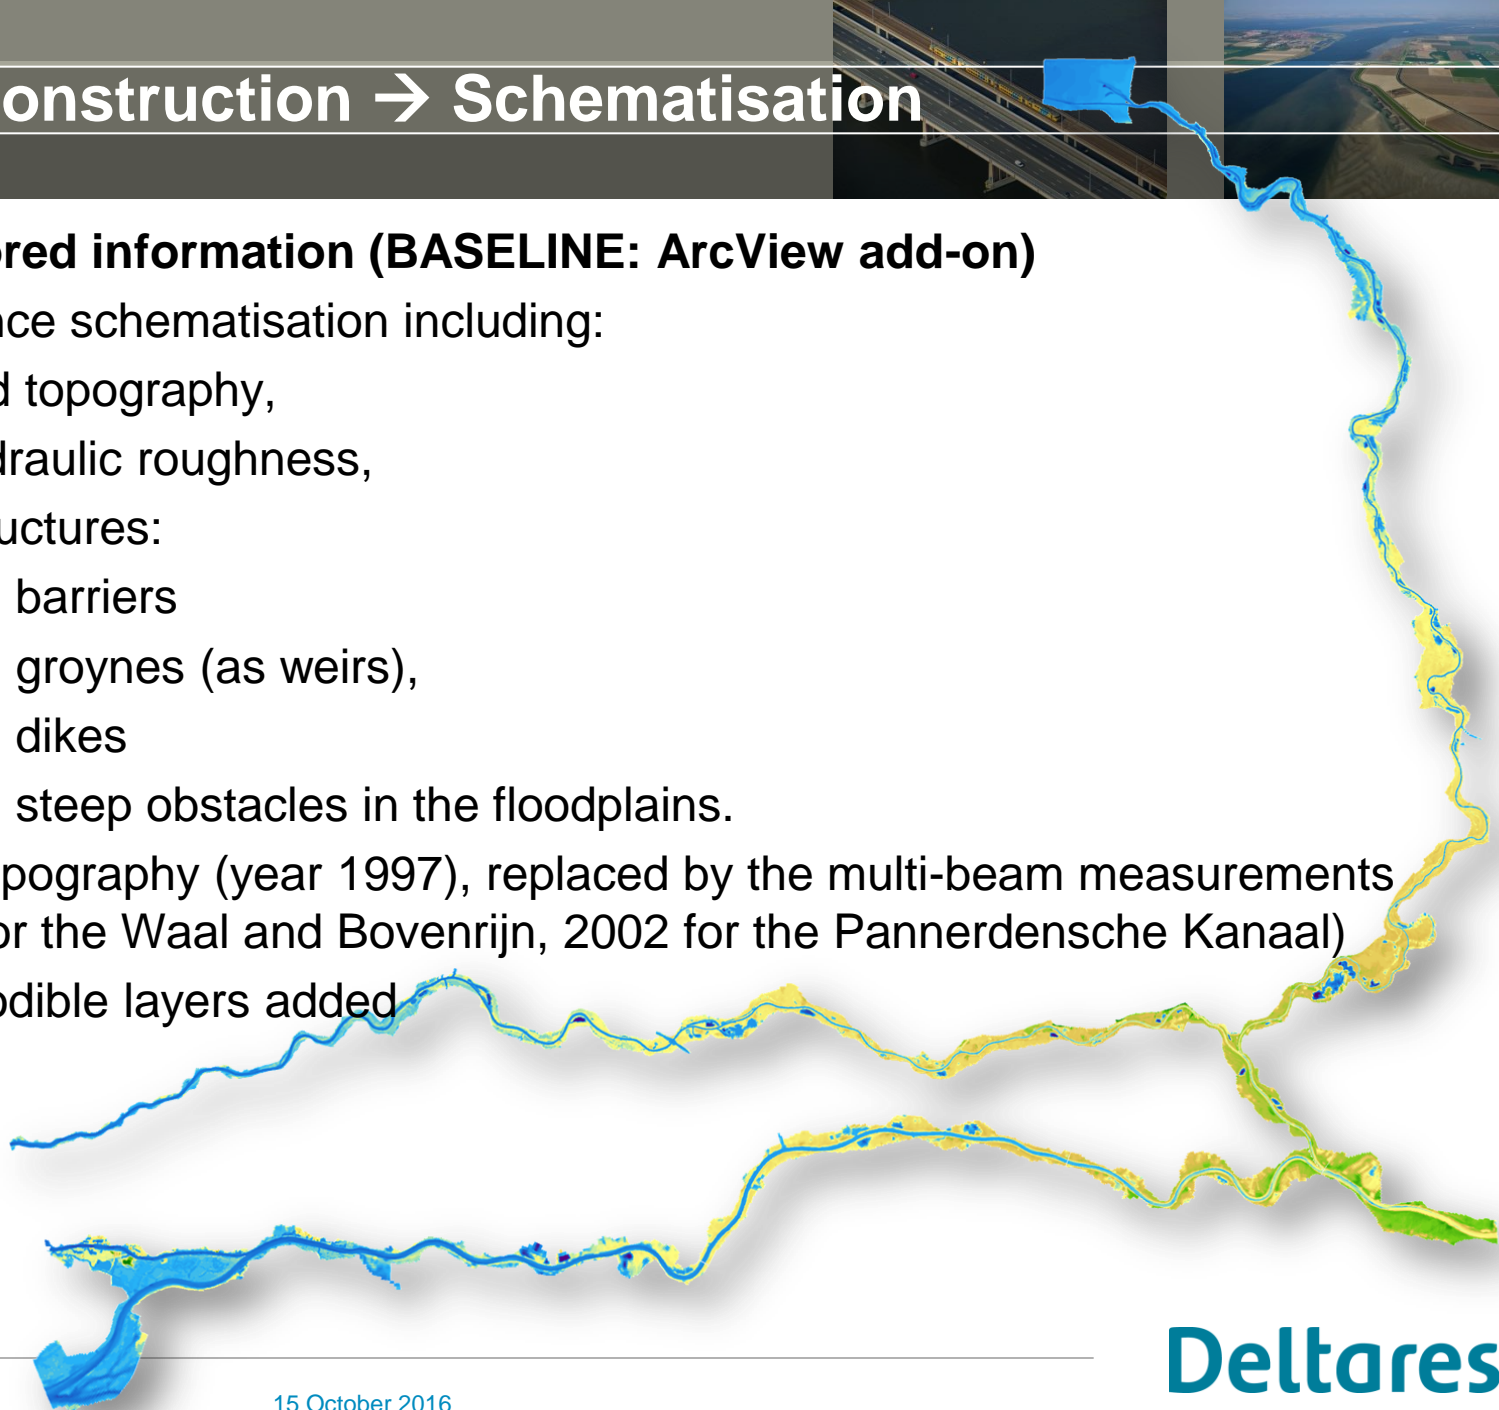 onstruction → Schematisation
ored information (BASELINE: ArcView add-on)
nce schematisation including:
d topography,
draulic roughness,
uctures:
barriers
groynes (as weirs),
dikes
steep obstacles in the floodplains.
pography (year 1997), replaced by the multi-beam measurements
or the Waal and Bovenrijn, 2002 for the Pannerdensche Kanaal)
odible layers added
Deltares
15 October 2016